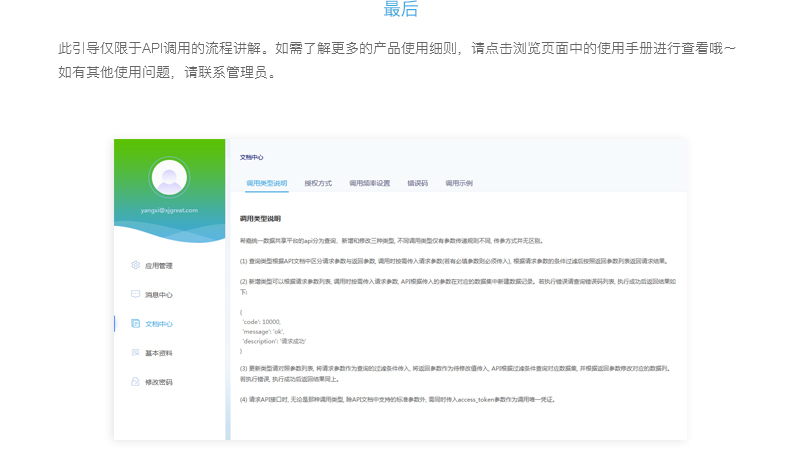 最后
此引导仅限于API调用的流程讲解。如需了解更多的产品使用细则，请点击浏览页面中的使用手册进行查看哦～
如有其他使用问题，请联系管理员。
文档中心
调用类型说明 授权方式 调用频率设置 错误码 调用示例
yangxi@sjgreat.com
调用类型说明
希嘉统一数据共享平台的api分为查询、新增和修改三种类型, 不同调用类型仅有参数传递规则不同, 传参方式并无区别。
(1) 查询类型根据API文档中区分请求参数与返回参数, 调用时按需传入请求参数(若有必填参数则必须传入), 根据请求参数的条件过滤后按照返回参数列表返回请求结果。
应用管理
(2) 新增类型可以根据请求参数列表, 调用时按需传入请求参数, API根据传入的参数在对应的数据集中新建数据记录。若执行错误请查询错误码列表, 执行成功后返回结果如
下:
消息中心
{
'code': 10000,
文档中心
'message': 'ok',
'description': '请求成功'
}
基本资料
(3) 更新类型请对照参数列表, 将请求参数作为查询的过滤条件传入, 将返回参数作为待修改值传入, API根据过滤条件查询对应数据集, 并根据返回参数修改对应的数据列。
若执行错误, 执行成功后返回结果同上。
修改密码
(4) 请求API接口时, 无论是那种调用类型, 除API文档中支持的标准参数外, 需同时传入access_token参数作为调用唯一凭证。